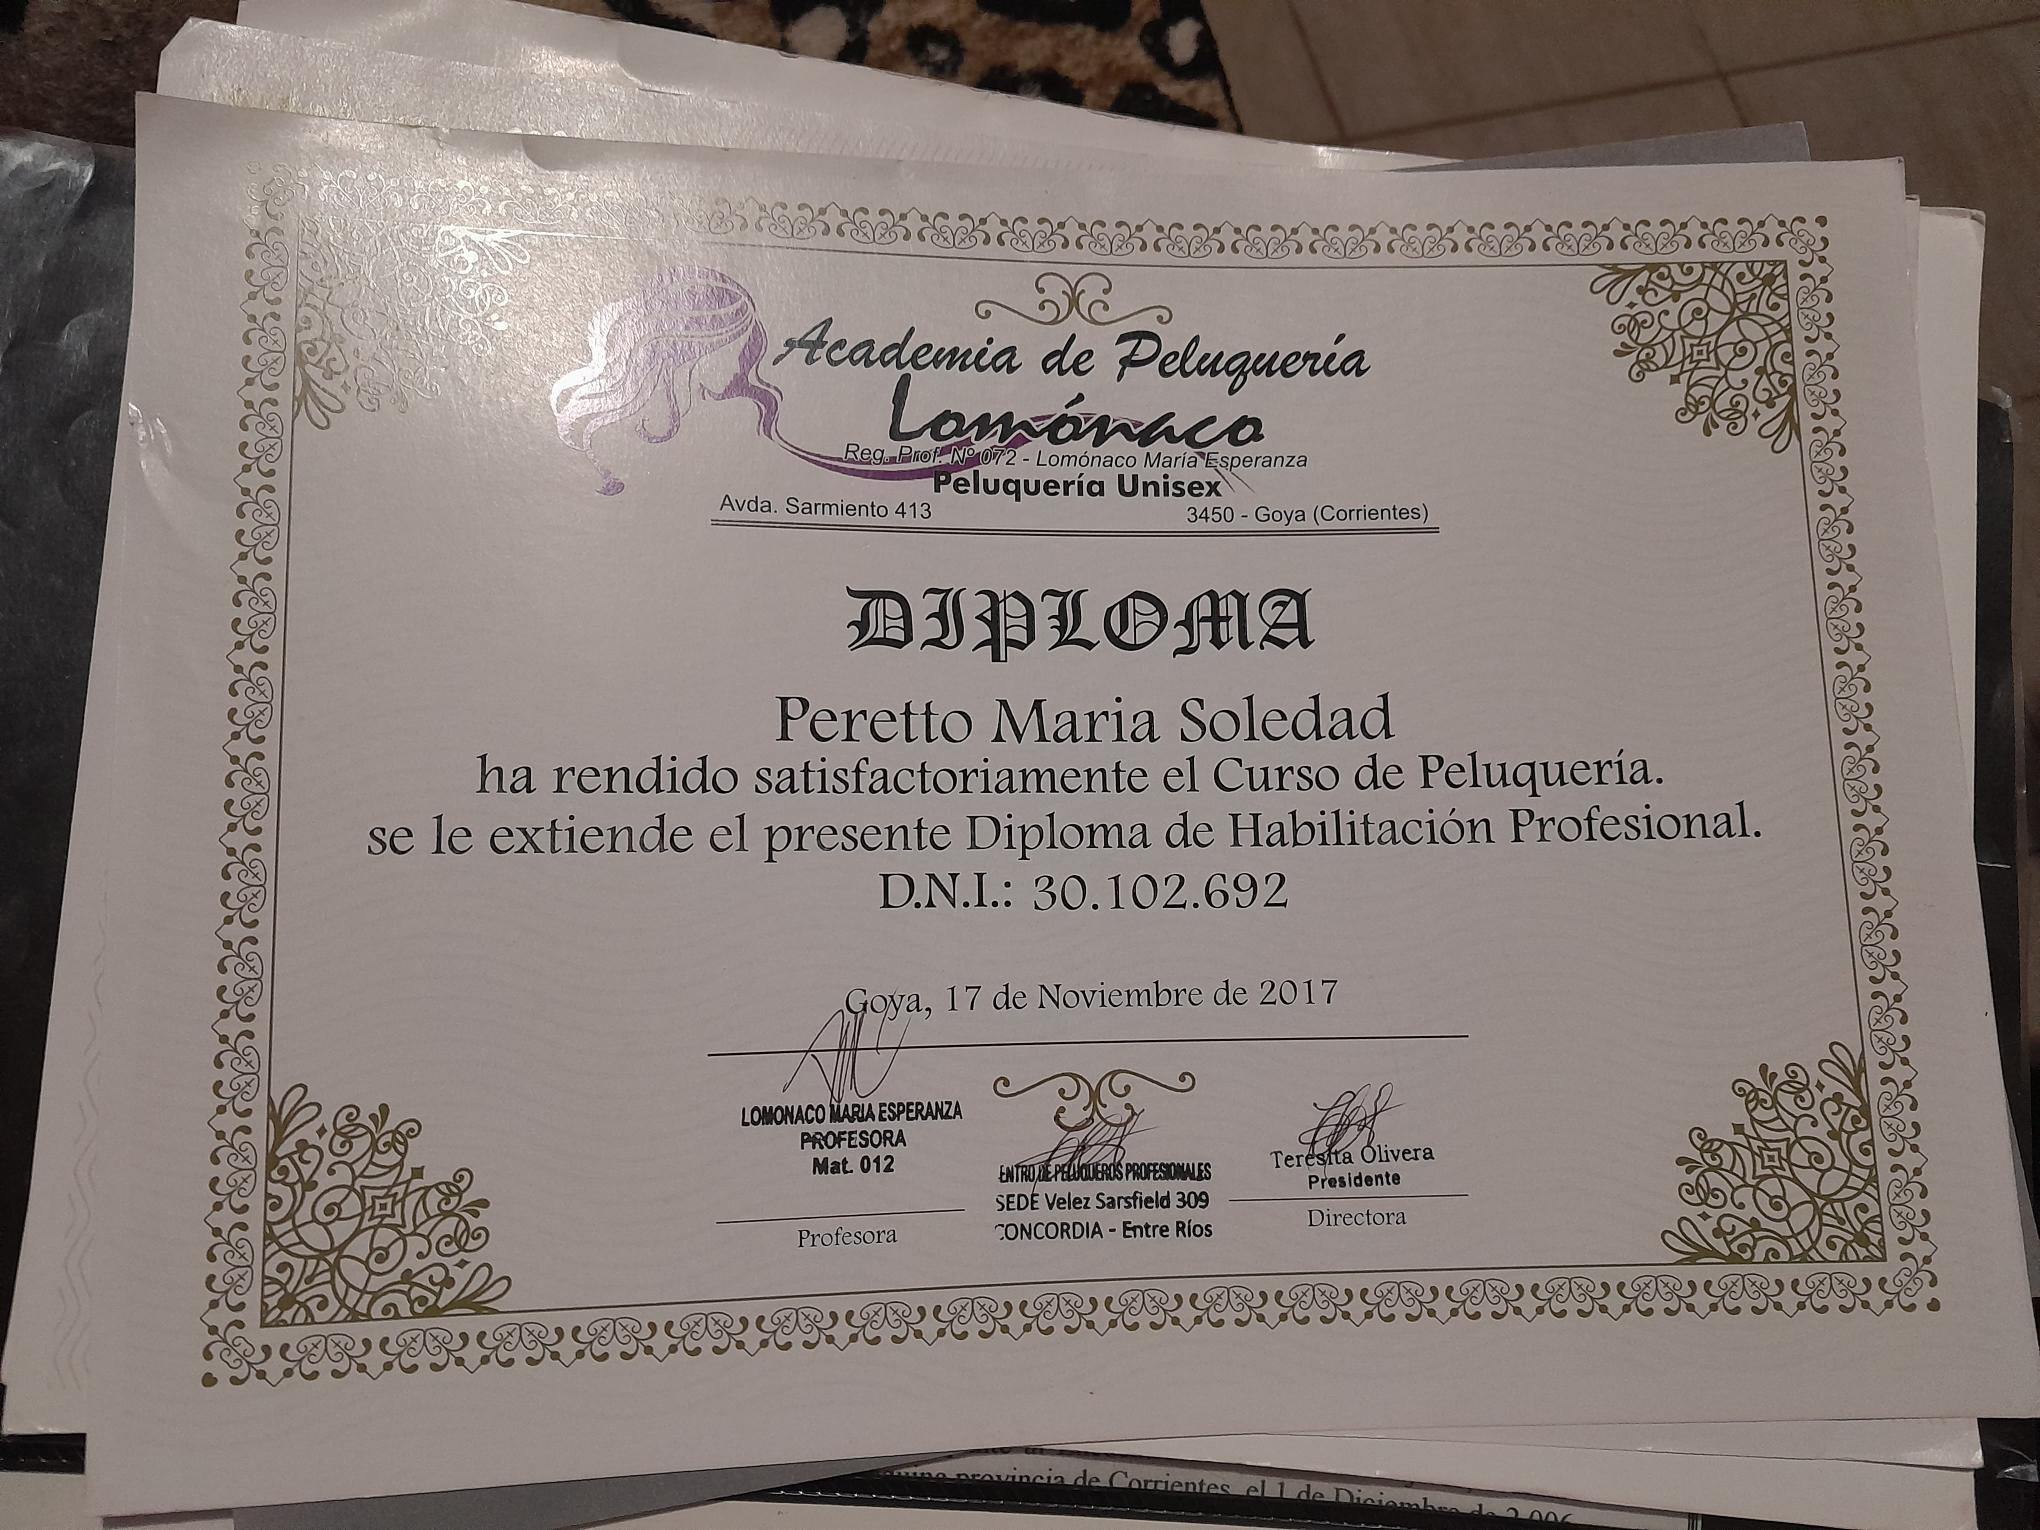 Academia de Peluquería
Lomónaco
Reg. Prof. Nº 072 - Lomónaco María Esperanza
Peluquería Unisex
Avda. Sarmiento 413 3450 - Goya (Corrientes)
DIPLOMA
Peretto Maria Soledad
ha rendido satisfactoriamente el Curso de Peluquería.
se le extiende el presente Diploma de Habilitación Profesional.
D.N.I.: 30.102.692
Goya, 17 de Noviembre de 2017
LOMONACO MARIA ESPERANZA
PROFESORA
Mat. 012
Profesora
ENTRO DE PELUQUEROS PROFESIONALES
SEDE Velez Sarsfield 309
CONCORDIA - Entre Ríos
Teresita Olivera
Presidente
Directora
provincia de Corrientes, el 1 de Diciembre de 2.006